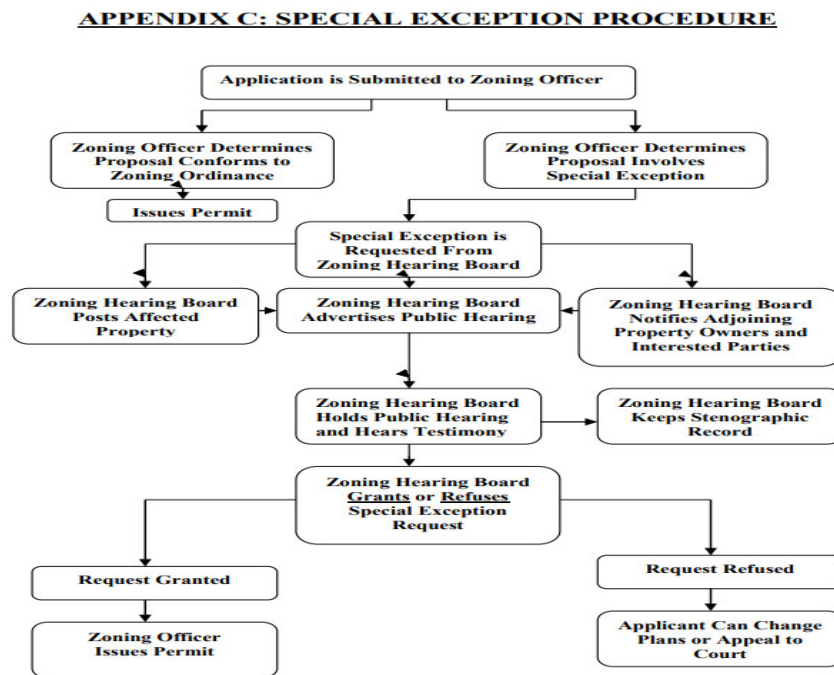 APPENDIX C: SPECIAL EXCEPTION PROCEDURE
Application is Submitted to Zoning Officer
Zoning Officer Determines
Proposal Conforms to
Zoning Ordinance
Zoning Officer Determines
Proposal Involves
Special Exception
Issues Permit
Special Exception is
Requested From
Zoning Hearing Board
Zoning Hearing Board
Posts Affected
Property
Zoning Hearing Board
Advertises Public Hearing
Zoning Hearing Board
Notifies Adjoining
Property Owners and
Interested Parties
Zoning Hearing Board
Holds Public Hearing
and Hears Testimony
Zoning Hearing Board
Keeps Stenographic
Record
Zoning Hearing Board
Grants or Refuses
Special Exception
Request
Request Granted
Request Refused
Zoning Officer
Issues Permit
Applicant Can Change
Plans or Appeal to
Court